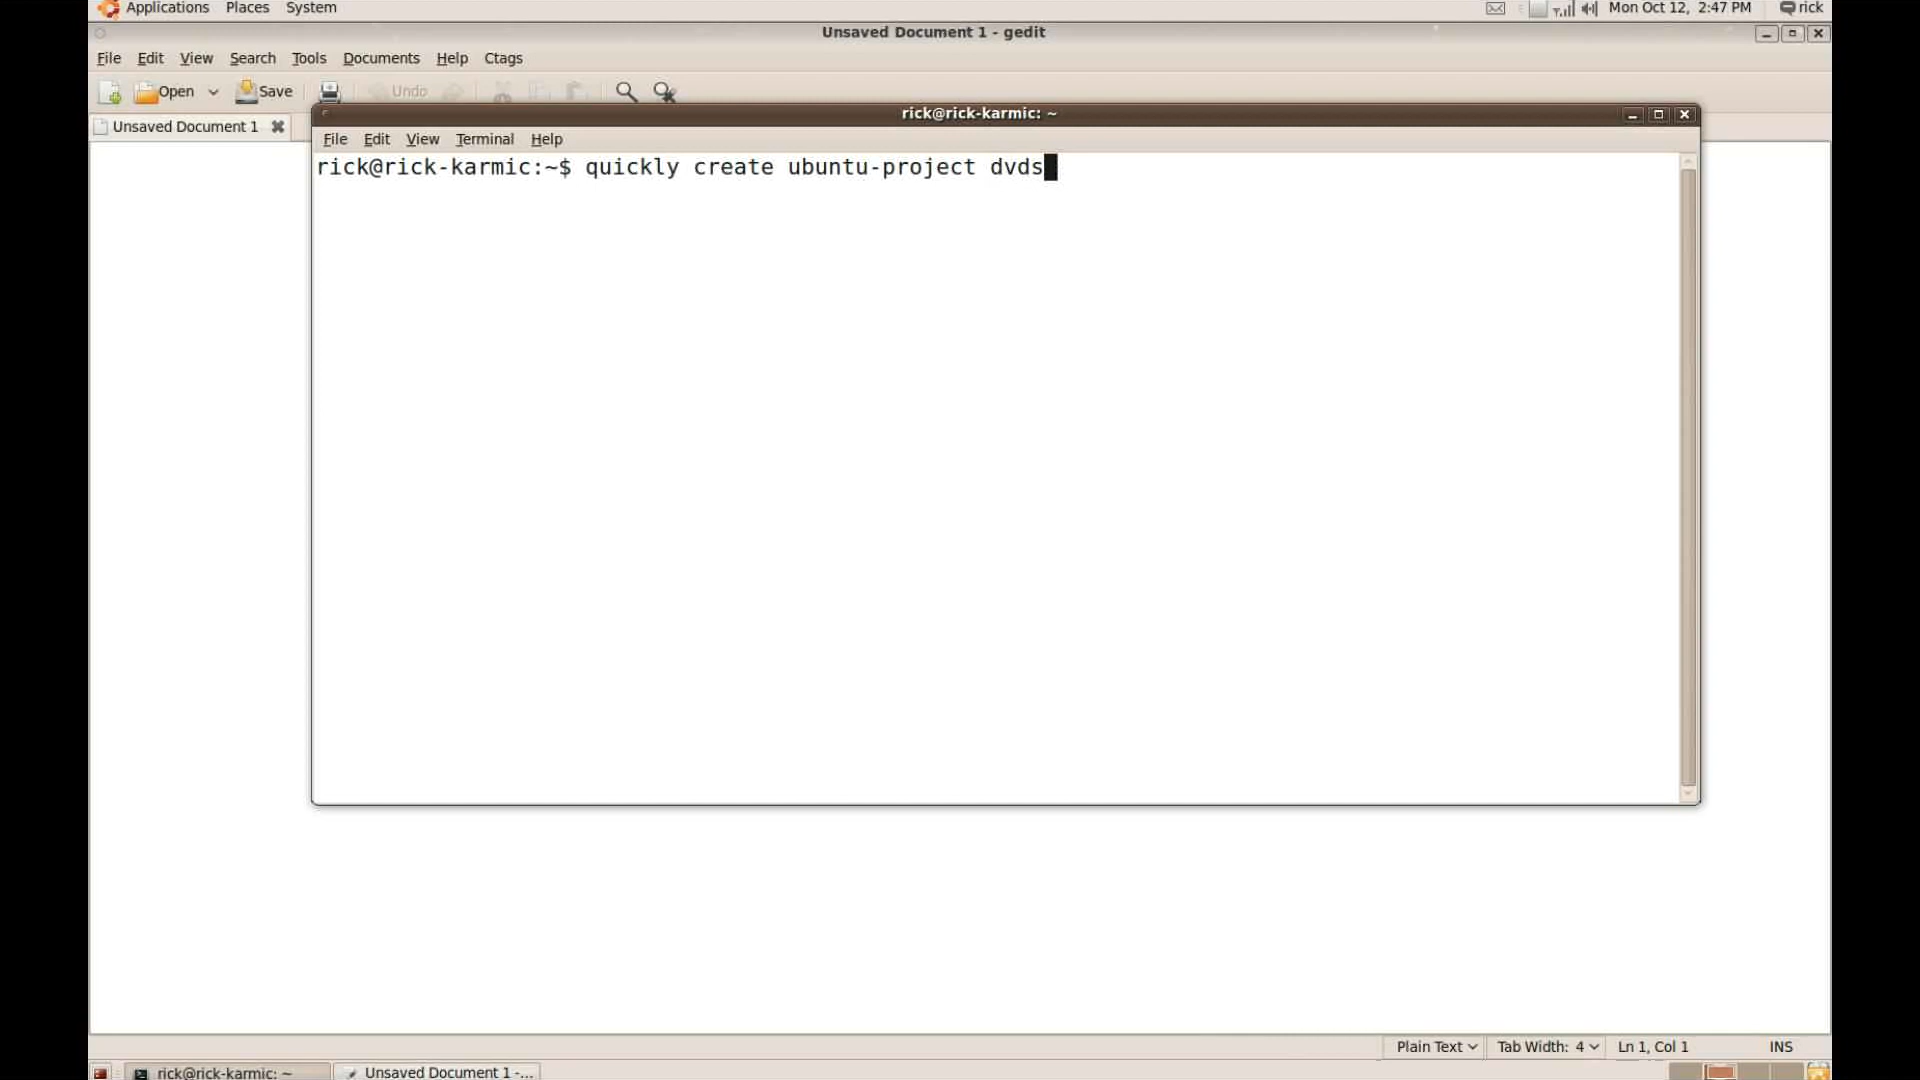 Applications Places System Mon Oct 12, 2:47 PM rick
Unsaved Document 1 - gedit
File Edit View Search Tools Documents Help Ctags
Open Save Undo
Unsaved Document 1
rick@rick-karmic: ~
File Edit View Terminal Help
rick@rick-karmic:~$ quickly create ubuntu-project dvds
Plain Text Tab Width: 4 Ln 1, Col 1 INS
rick@rick-karmic: ~ Unsaved Document 1 -...